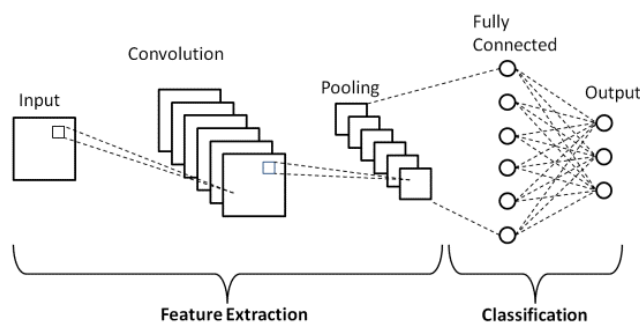 Fully
Connected
Convolution
Pooling
Input
Output
Feature Extraction
Classification